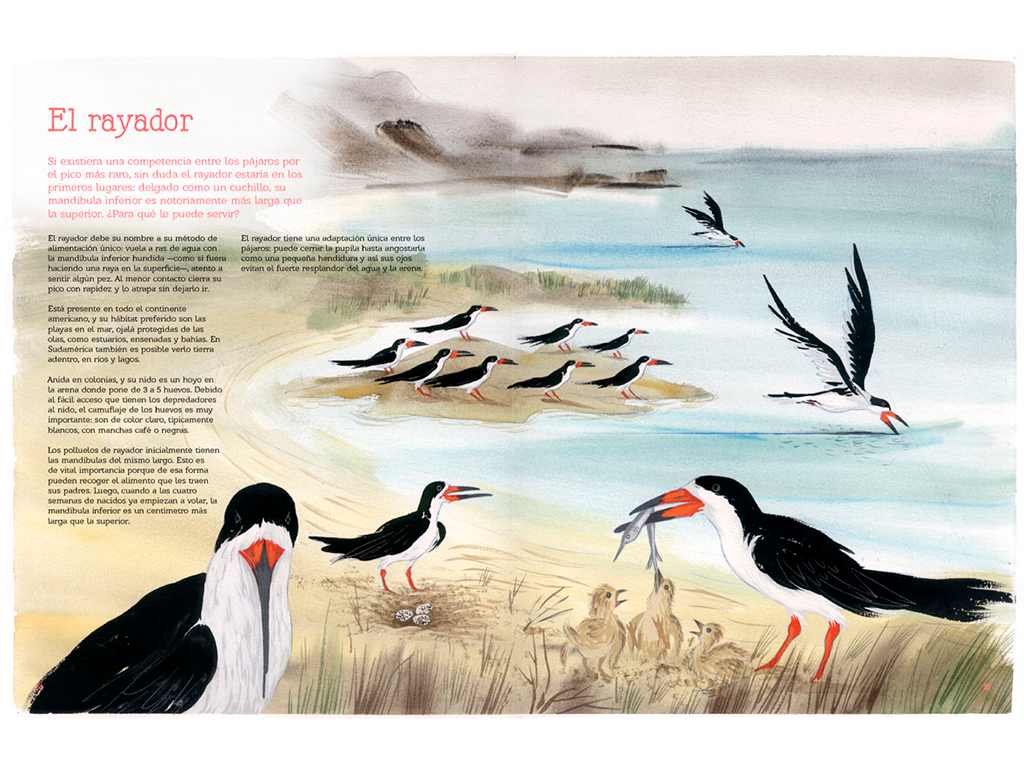 El rayador
Si existiera una competencia entre los pájaros por
el pico más raro, sin duda el rayador estaría en los
primeros lugares: delgado como un cuchillo, su
mandíbula inferior es notoriamente más larga que
la superior. ¿Para qué le puede servir?
El rayador debe su nombre a su método de
alimentación único: vuela a ras de agua con
la mandíbula inferior hundida —como si fuera
haciendo una raya en la superficie—, atento a
sentir algún pez. Al menor contacto cierra su
pico con rapidez y lo atrapa sin dejarlo ir.
Está presente en todo el continente
americano, y su hábitat preferido son las
playas en el mar, ojalá protegidas de las
olas, como estuarios, ensenadas y bahías. En
Sudamérica también es posible verlo tierra
adentro, en ríos y lagos.
Anida en colonias, y su nido es un hoyo en
la arena donde pone de 3 a 5 huevos. Debido
al fácil acceso que tienen los depredadores
al nido, el camuflaje de los huevos es muy
importante: son de color claro, típicamente
blancos, con manchas café o negras.
Los polluelos de rayador inicialmente tienen
las mandíbulas del mismo largo. Esto es
de vital importancia porque de esa forma
pueden recoger el alimento que les traen
sus padres. Luego, cuando a las cuatro
semanas de nacidos ya empiezan a volar, la
mandíbula inferior es un centímetro más
larga que la superior.
El rayador tiene una adaptación única entre los
pájaros: puede cerrar la pupila hasta angostarla
como una pequeña hendidura y así sus ojos
evitan el fuerte resplandor del agua y la arena.